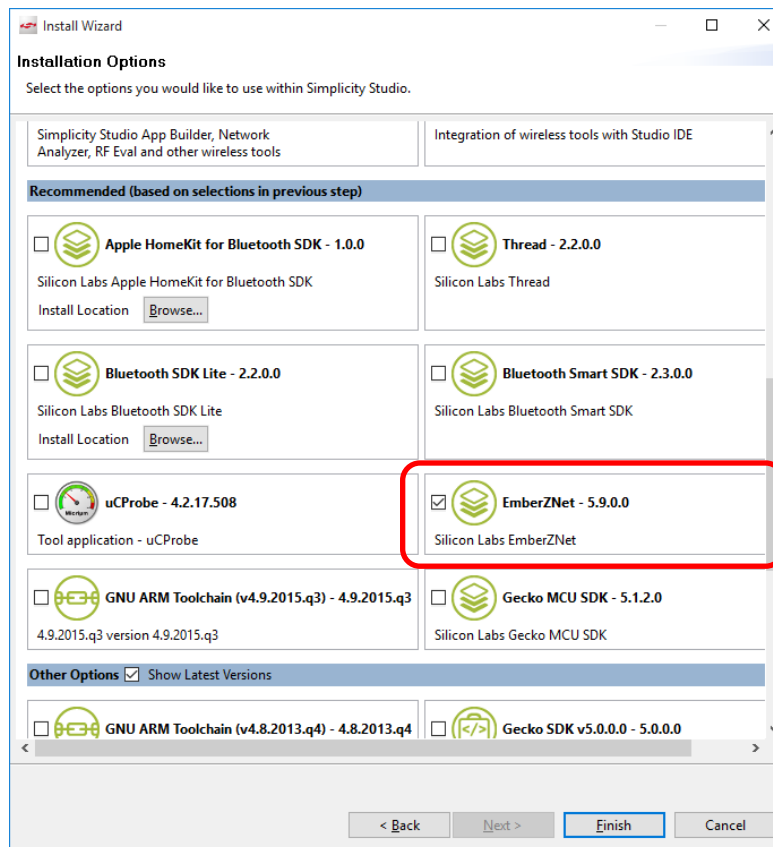 Install Wizard
Installation Options
Select the options you would like to use within Simplicity Studio.
Simplicity Studio App Builder, Network
Analyzer, RF Eval and other wireless tools
Integration of wireless tools with Studio IDE
Recommended (based on selections in previous step)
Apple HomeKit for Bluetooth SDK - 1.0.0
Silicon Labs Apple HomeKit for Bluetooth SDK
Install Location Browse...
Thread - 2.2.0.0
Silicon Labs Thread
Bluetooth SDK Lite - 2.2.0.0
Silicon Labs Bluetooth SDK Lite
Install Location Browse...
Bluetooth Smart SDK - 2.3.0.0
Silicon Labs Bluetooth Smart SDK
Micrium
uCProbe - 4.2.17.508
Tool application - uCProbe
EmberZNet - 5.9.0.0
Silicon Labs EmberZNet
GNU ARM Toolchain (v4.9.2015.q3) - 4.9.2015.q3
4.9.2015.q3 version 4.9.2015.q3
Gecko MCU SDK - 5.1.2.0
Silicon Labs Gecko MCU SDK
Other Options Show Latest Versions
GNU ARM Toolchain (v4.8.2013.q4) - 4.8.2013.q4
Gecko SDK v5.0.0.0 - 5.0.0.0
< Back Next > Finish Cancel